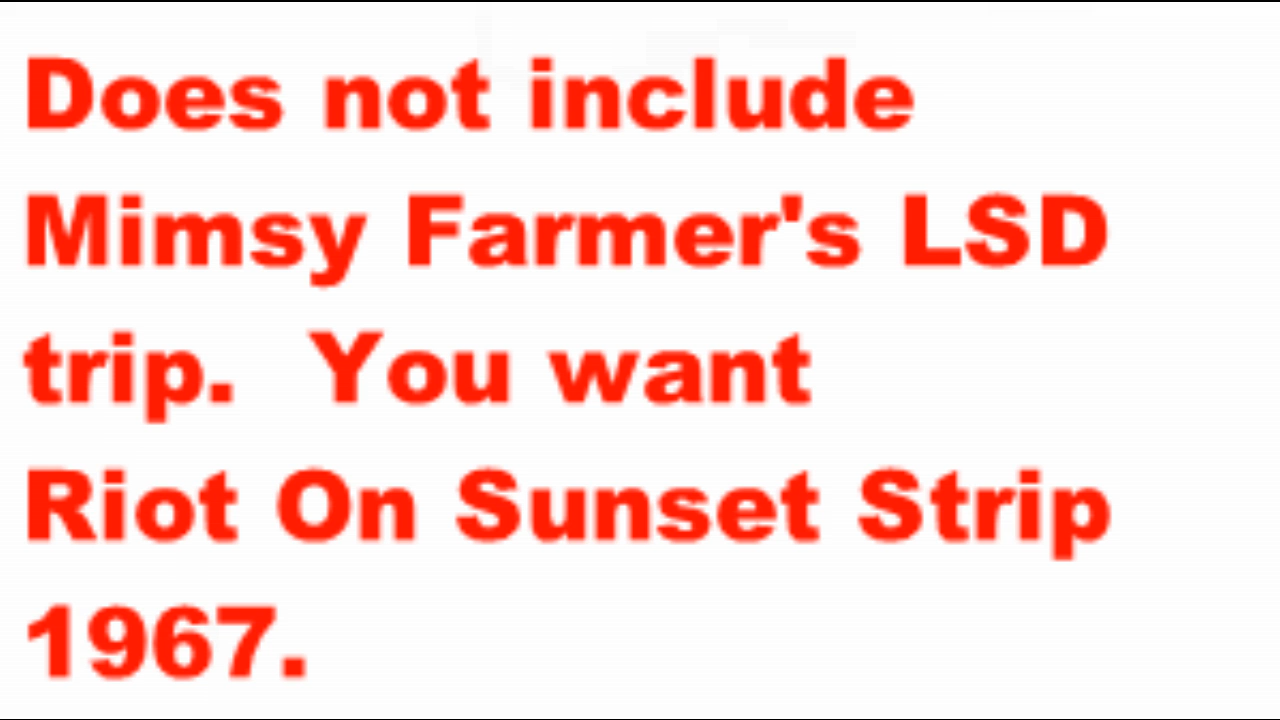 Does not include
Mimsy Farmer's LSD
trip.  You want
Riot On Sunset Strip
1967.